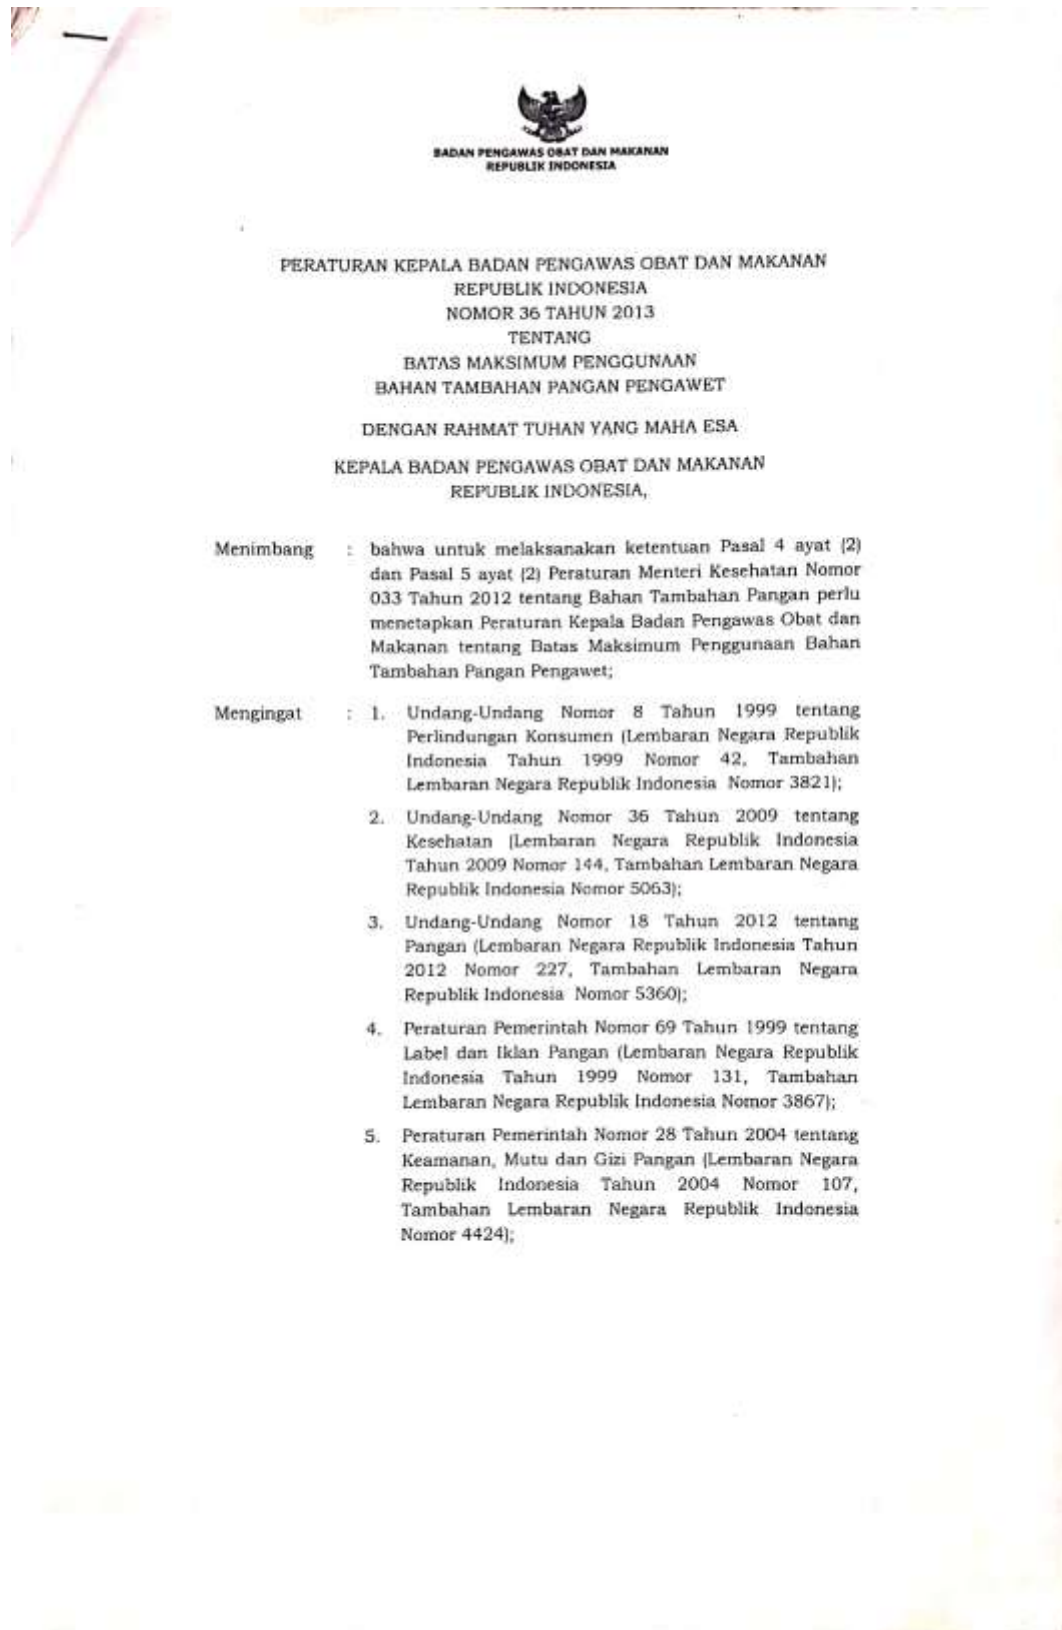 BADAN PENGAWAS OBAT DAN MAKANAN
REPUBLIK INDONESIA
PERATURAN KEPALA BADAN PENGAWAS OBAT DAN MAKANAN
REPUBLIK INDONESIA
NOMOR 36 TAHUN 2013
TENTANG
BATAS MAKSIMUM PENGGUNAAN
BAHAN TAMBAHAN PANGAN PENGAWET
DENGAN RAHMAT TUHAN YANG MAHA ESA
KEPALA BADAN PENGAWAS OBAT DAN MAKANAN
REPUBLIK INDONESIA,
Menimbang : bahwa untuk melaksanakan ketentuan Pasal 4 ayat (2)
dan Pasal 5 ayat (2) Peraturan Menteri Kesehatan Nomor
033 Tahun 2012 tentang Bahan Tambahan Pangan perlu
menetapkan Peraturan Kepala Badan Pengawas Obat dan
Makanan tentang Batas Maksimum Penggunaan Bahan
Tambahan Pangan Pengawet;
Mengingat : 1. Undang-Undang Nomor 8 Tahun 1999 tentang
Perlindungan Konsumen (Lembaran Negara Republik
Indonesia Tahun 1999 Nomor 42, Tambahan
Lembaran Negara Republik Indonesia Nomor 3821);
2. Undang-Undang Nomor 36 Tahun 2009 tentang
Kesehatan (Lembaran Negara Republik Indonesia
Tahun 2009 Nomor 144, Tambahan Lembaran Negara
Republik Indonesia Nomor 5063);
3. Undang-Undang Nomor 18 Tahun 2012 tentang
Pangan (Lembaran Negara Republik Indonesia Tahun
2012 Nomor 227, Tambahan Lembaran Negara
Republik Indonesia Nomor 5360);
4. Peraturan Pemerintah Nomor 69 Tahun 1999 tentang
Label dan Iklan Pangan (Lembaran Negara Republik
Indonesia Tahun 1999 Nomor 131, Tambahan
Lembaran Negara Republik Indonesia Nomor 3867);
5. Peraturan Pemerintah Nomor 28 Tahun 2004 tentang
Keamanan, Mutu dan Gizi Pangan (Lembaran Negara
Republik Indonesia Tahun 2004 Nomor 107,
Tambahan Lembaran Negara Republik Indonesia
Nomor 4424);